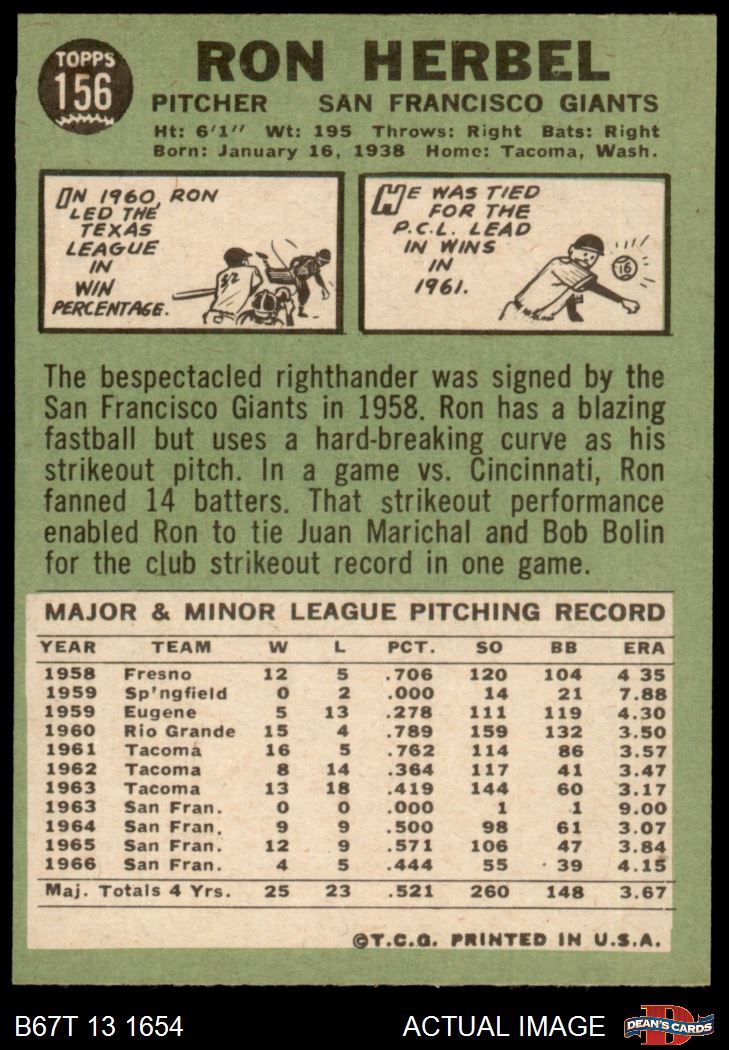 TOPPS
156
RON HERBEL
PITCHER SAN FRANCISCO GIANTS
Ht: 6'1" Wt: 195 Throws: Right Bats: Right
Born: January 16, 1938 Home: Tacoma, Wash.
IN 1960, RON
LED THE
TEXAS
LEAGUE
IN
WIN
PERCENTAGE.
HE WAS TIED
FOR THE
P.C.L. LEAD
IN WINS
IN
1961.
16
The bespectacled righthander was signed by the
San Francisco Giants in 1958. Ron has a blazing
fastball but uses a hard-breaking curve as his
strikeout pitch. In a game vs. Cincinnati, Ron
fanned 14 batters. That strikeout performance
enabled Ron to tie Juan Marichal and Bob Bolin
for the club strikeout record in one game.
MAJOR & MINOR LEAGUE PITCHING RECORD
YEAR TEAM W L PCT. SO BB ERA
1958 Fresno 12 5 .706 120 104 4 35
1959 Sp'ngfield 0 2 .000 14 21 7.88
1959 Eugene 5 13 .278 111 119 4.30
1960 Rio Grande 15 4 .789 159 132 3.50
1961 Tacoma 16 5 .762 114 86 3.57
1962 Tacoma 8 14 .364 117 41 3.47
1963 Tacoma 13 18 .419 144 60 3.17
1963 San Fran. 0 0 .000 1 1 9.00
1964 San Fran. 9 9 .500 98 61 3.07
1965 San Fran. 12 9 .571 106 47 3.84
1966 San Fran. 4 5 .444 55 39 4.15
Maj. Totals 4 Yrs. 25 23 .521 260 148 3.67
©T.C.G. PRINTED IN U.S.A.
B67T 13 1654 ACTUAL IMAGE
DEAN'S CARDS